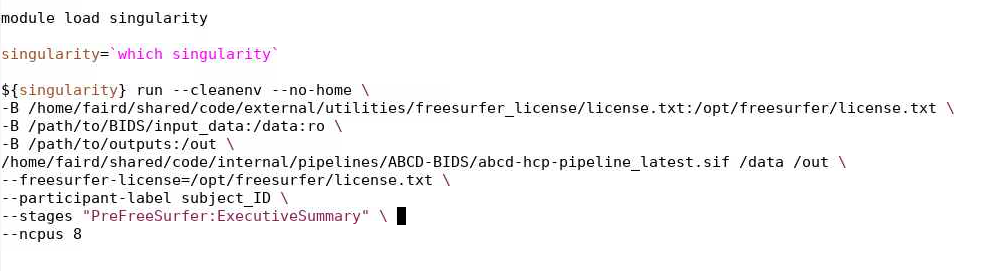 module load singularity
singularity=`which singularity`
${singularity} run --cleanenv --no-home \
-B /home/faird/shared/code/external/utilities/freesurfer_license/license.txt:/opt/freesurfer/license.txt \
-B /path/to/BIDS/input_data:/data:ro \
-B /path/to/outputs:/out \
/home/faird/shared/code/internal/pipelines/ABCD-BIDS/abcd-hcp-pipeline_latest.sif /data /out \
--freesurfer-license=/opt/freesurfer/license.txt \
--participant-label subject_ID \
--stages "PreFreeSurfer:ExecutiveSummary" \
--ncpus 8